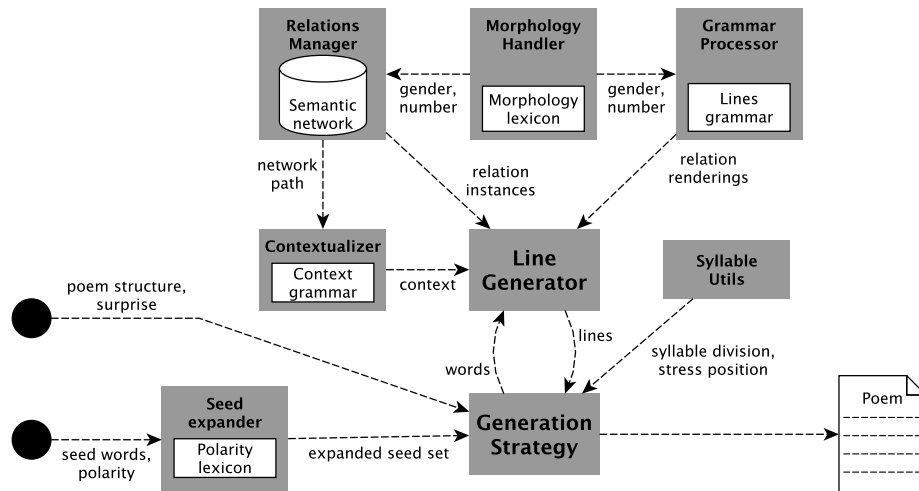 Relations
Manager
Semantic
network
Morphology
Handler
Morphology
lexicon
Grammar
Processor
Lines
grammar
gender,
number
gender,
number
network
path
relation
instances
relation
renderings
Contextualizer
Context
grammar
context
Line
Generator
Syllable
Utils
poem structure,
surprise
words
lines
syllable division,
stress position
Seed
expander
Polarity
lexicon
seed words,
polarity
expanded seed set
Generation
Strategy
Poem